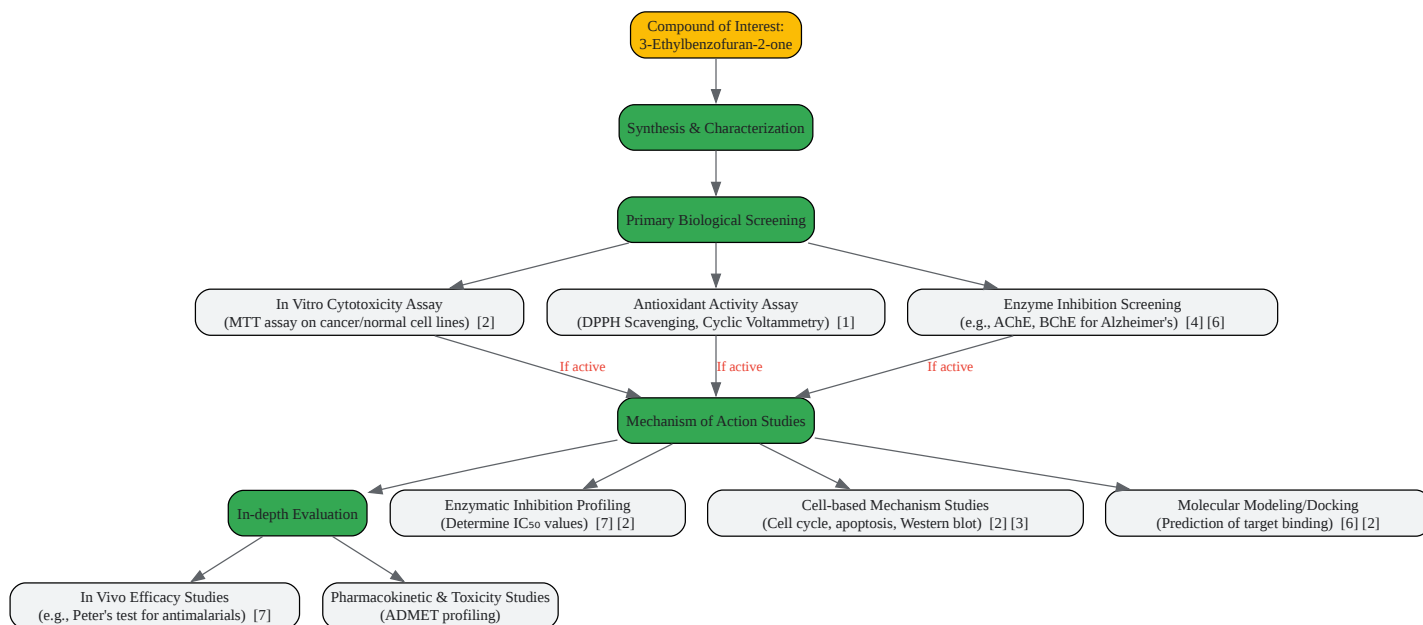 Compound of Interest:
3-Ethylbenzofuran-2-one
Synthesis & Characterization
Primary Biological Screening
In Vitro Cytotoxicity Assay
(MTT assay on cancer/normal cell lines) [2]
Antioxidant Activity Assay
(DPPH Scavenging, Cyclic Voltammetry) [1]
Enzyme Inhibition Screening
(e.g., AChE, BChE for Alzheimer's) [4] [6]
If active
If active
If active
Mechanism of Action Studies
In-depth Evaluation
Enzymatic Inhibition Profiling
(Determine IC₅₀ values) [7] [2]
Cell-based Mechanism Studies
(Cell cycle, apoptosis, Western blot) [2] [3]
Molecular Modeling/Docking
(Prediction of target binding) [6] [2]
In Vivo Efficacy Studies
(e.g., Peter's test for antimalarials) [7]
Pharmacokinetic & Toxicity Studies
(ADMET profiling)